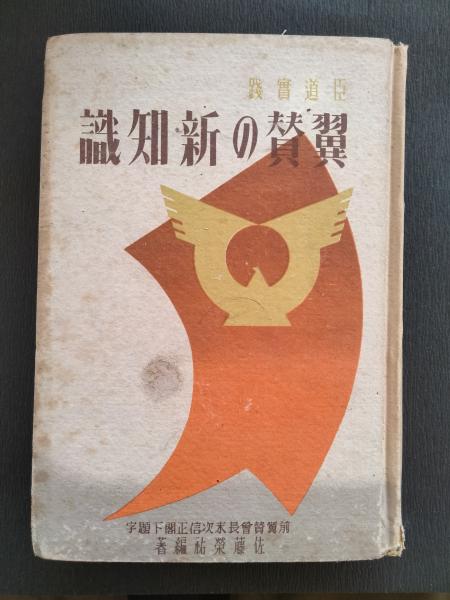 臣道實踐
翼賛の新知識
前翼賛會長末次信正閣下題字
佐藤榮祐編著